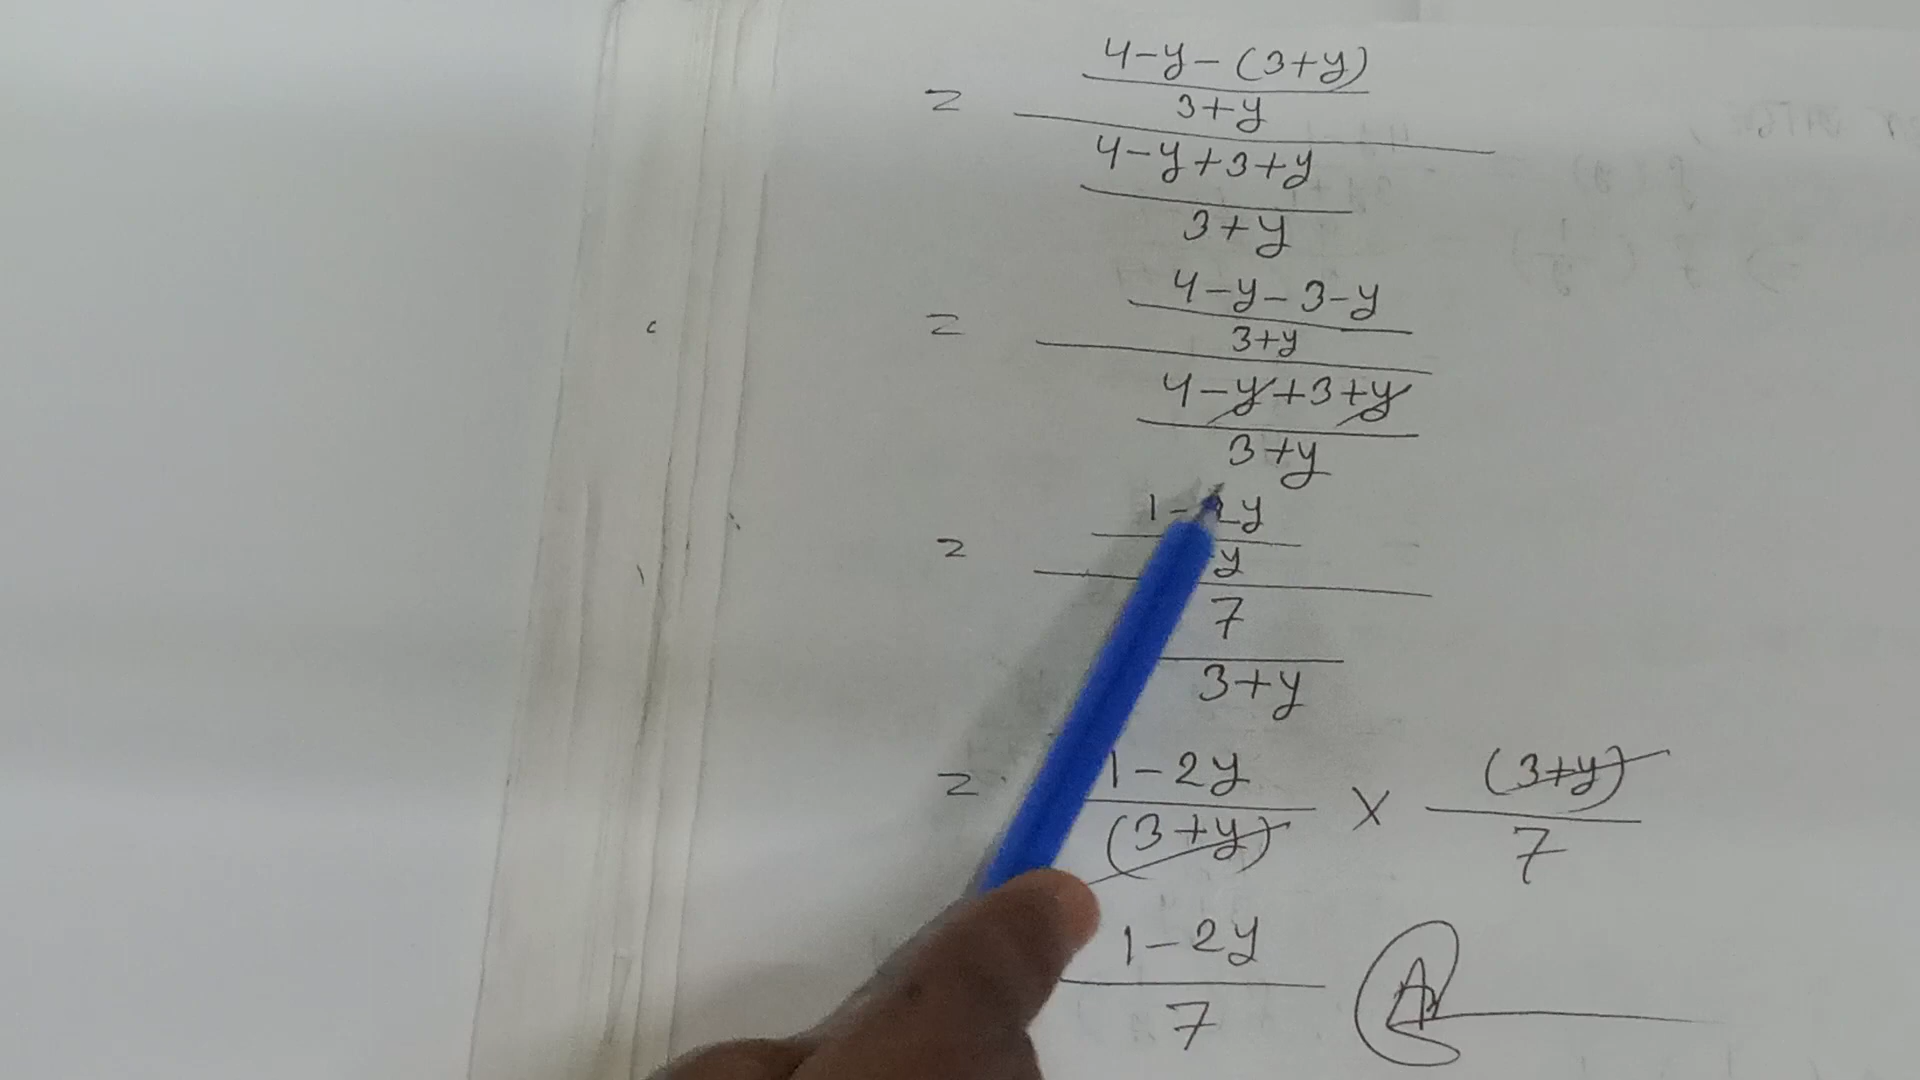 4-y-(3+y)
= 3+y
4-y+3+y
3+y
4-y-3-y
= 3+y
4-y+3+y
3+y
1-2y
= y
7
3+y
= 1-2y × (3+y)
(3+y) 7
1-2y
7